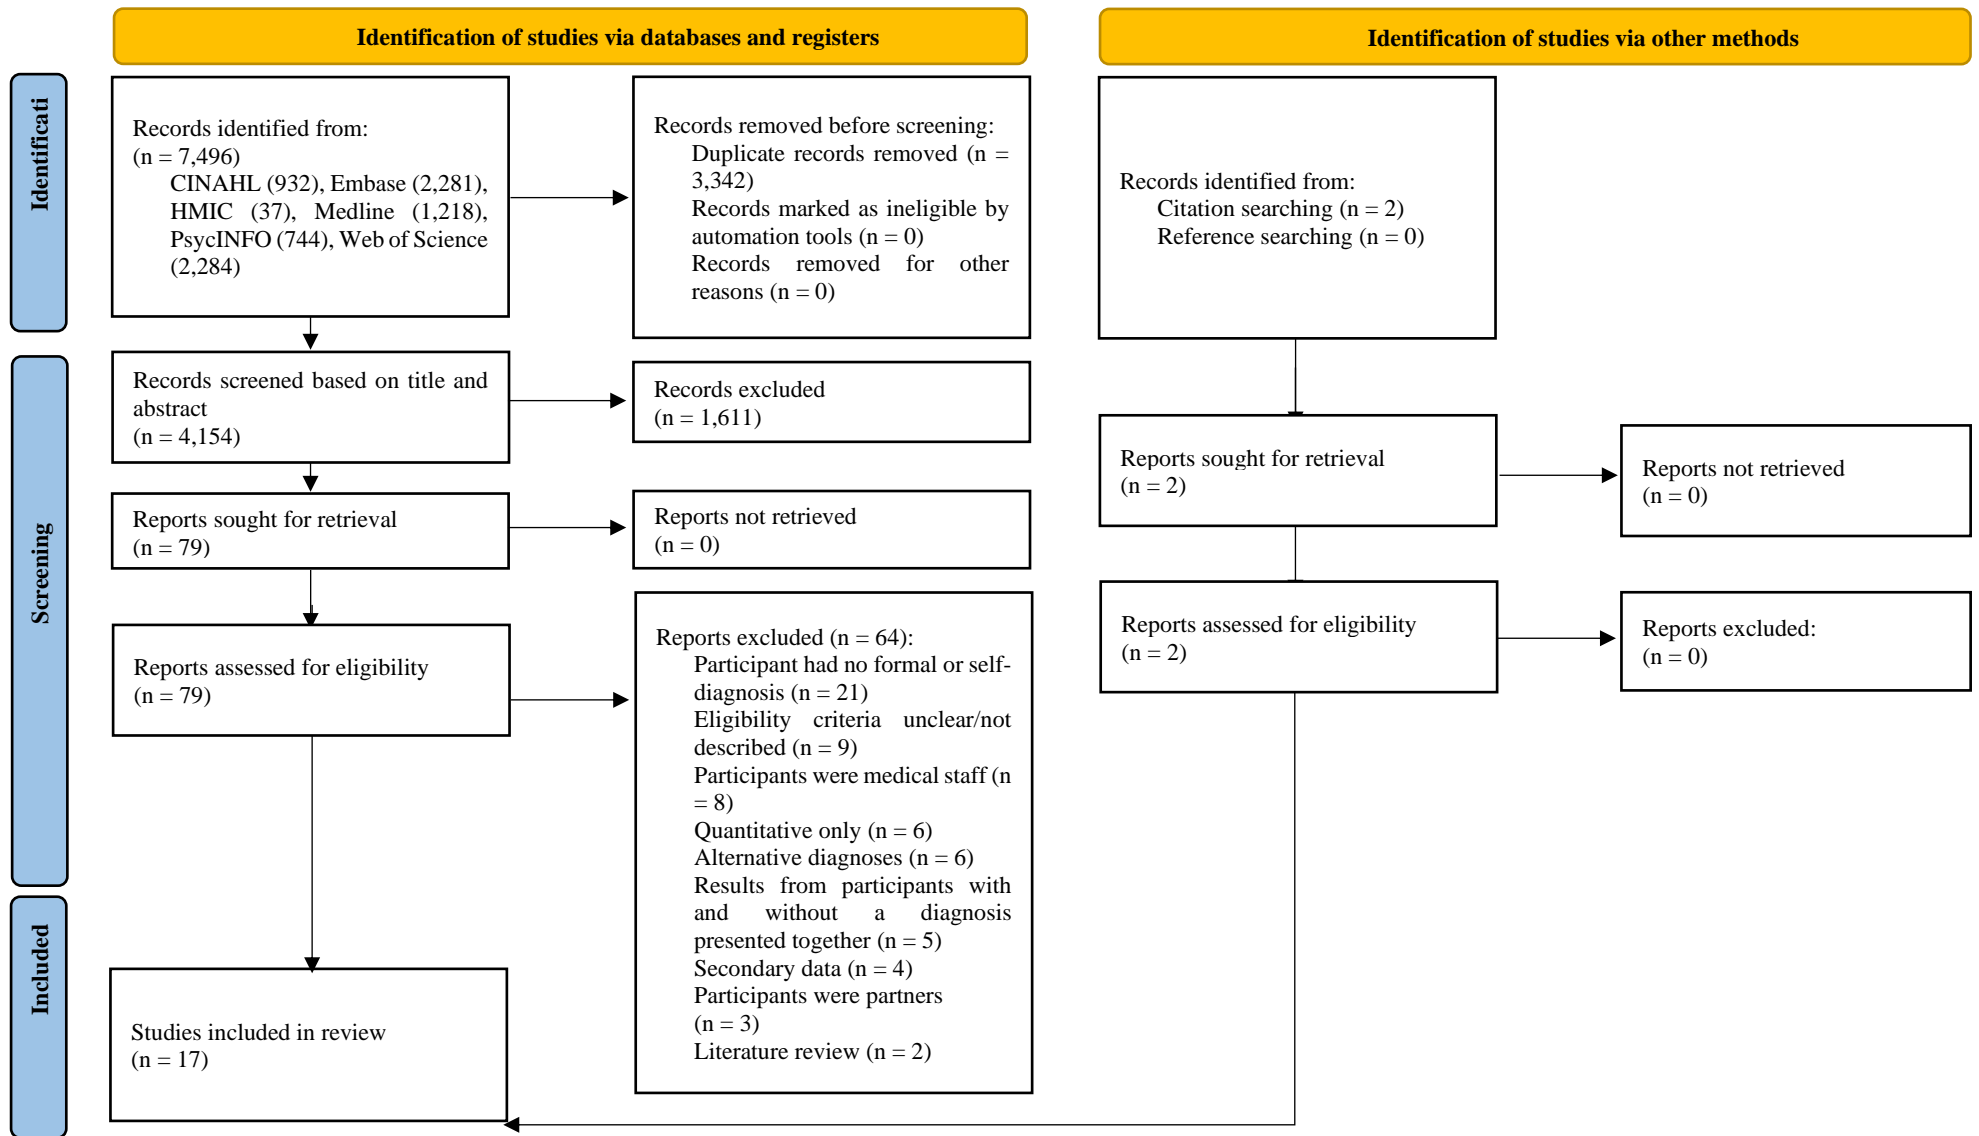 Identification of studies via databases and registers
Identification of studies via other methods
Identificati
Records identified from:
(n = 7,496)
CINAHL (932), Embase (2,281),
HMIC (37), Medline (1,218),
PsycINFO (744), Web of Science
(2,284)
Records removed before screening:
Duplicate records removed (n =
3,342)
Records marked as ineligible by
automation tools (n = 0)
Records removed for other
reasons (n = 0)
Records identified from:
Citation searching (n = 2)
Reference searching (n = 0)
Screening
Records screened based on title and
abstract
(n = 4,154)
Records excluded
(n = 1,611)
Reports sought for retrieval
(n = 79)
Reports not retrieved
(n = 0)
Reports sought for retrieval
(n = 2)
Reports not retrieved
(n = 0)
Reports assessed for eligibility
(n = 79)
Reports excluded (n = 64):
Participant had no formal or self-
diagnosis (n = 21)
Eligibility criteria unclear/not
described (n = 9)
Participants were medical staff (n
= 8)
Quantitative only (n = 6)
Alternative diagnoses (n = 6)
Results from participants with
and without a diagnosis
presented together (n = 5)
Secondary data (n = 4)
Participants were partners
(n = 3)
Literature review (n = 2)
Reports assessed for eligibility
(n = 2)
Reports excluded:
(n = 0)
Included
Studies included in review
(n = 17)